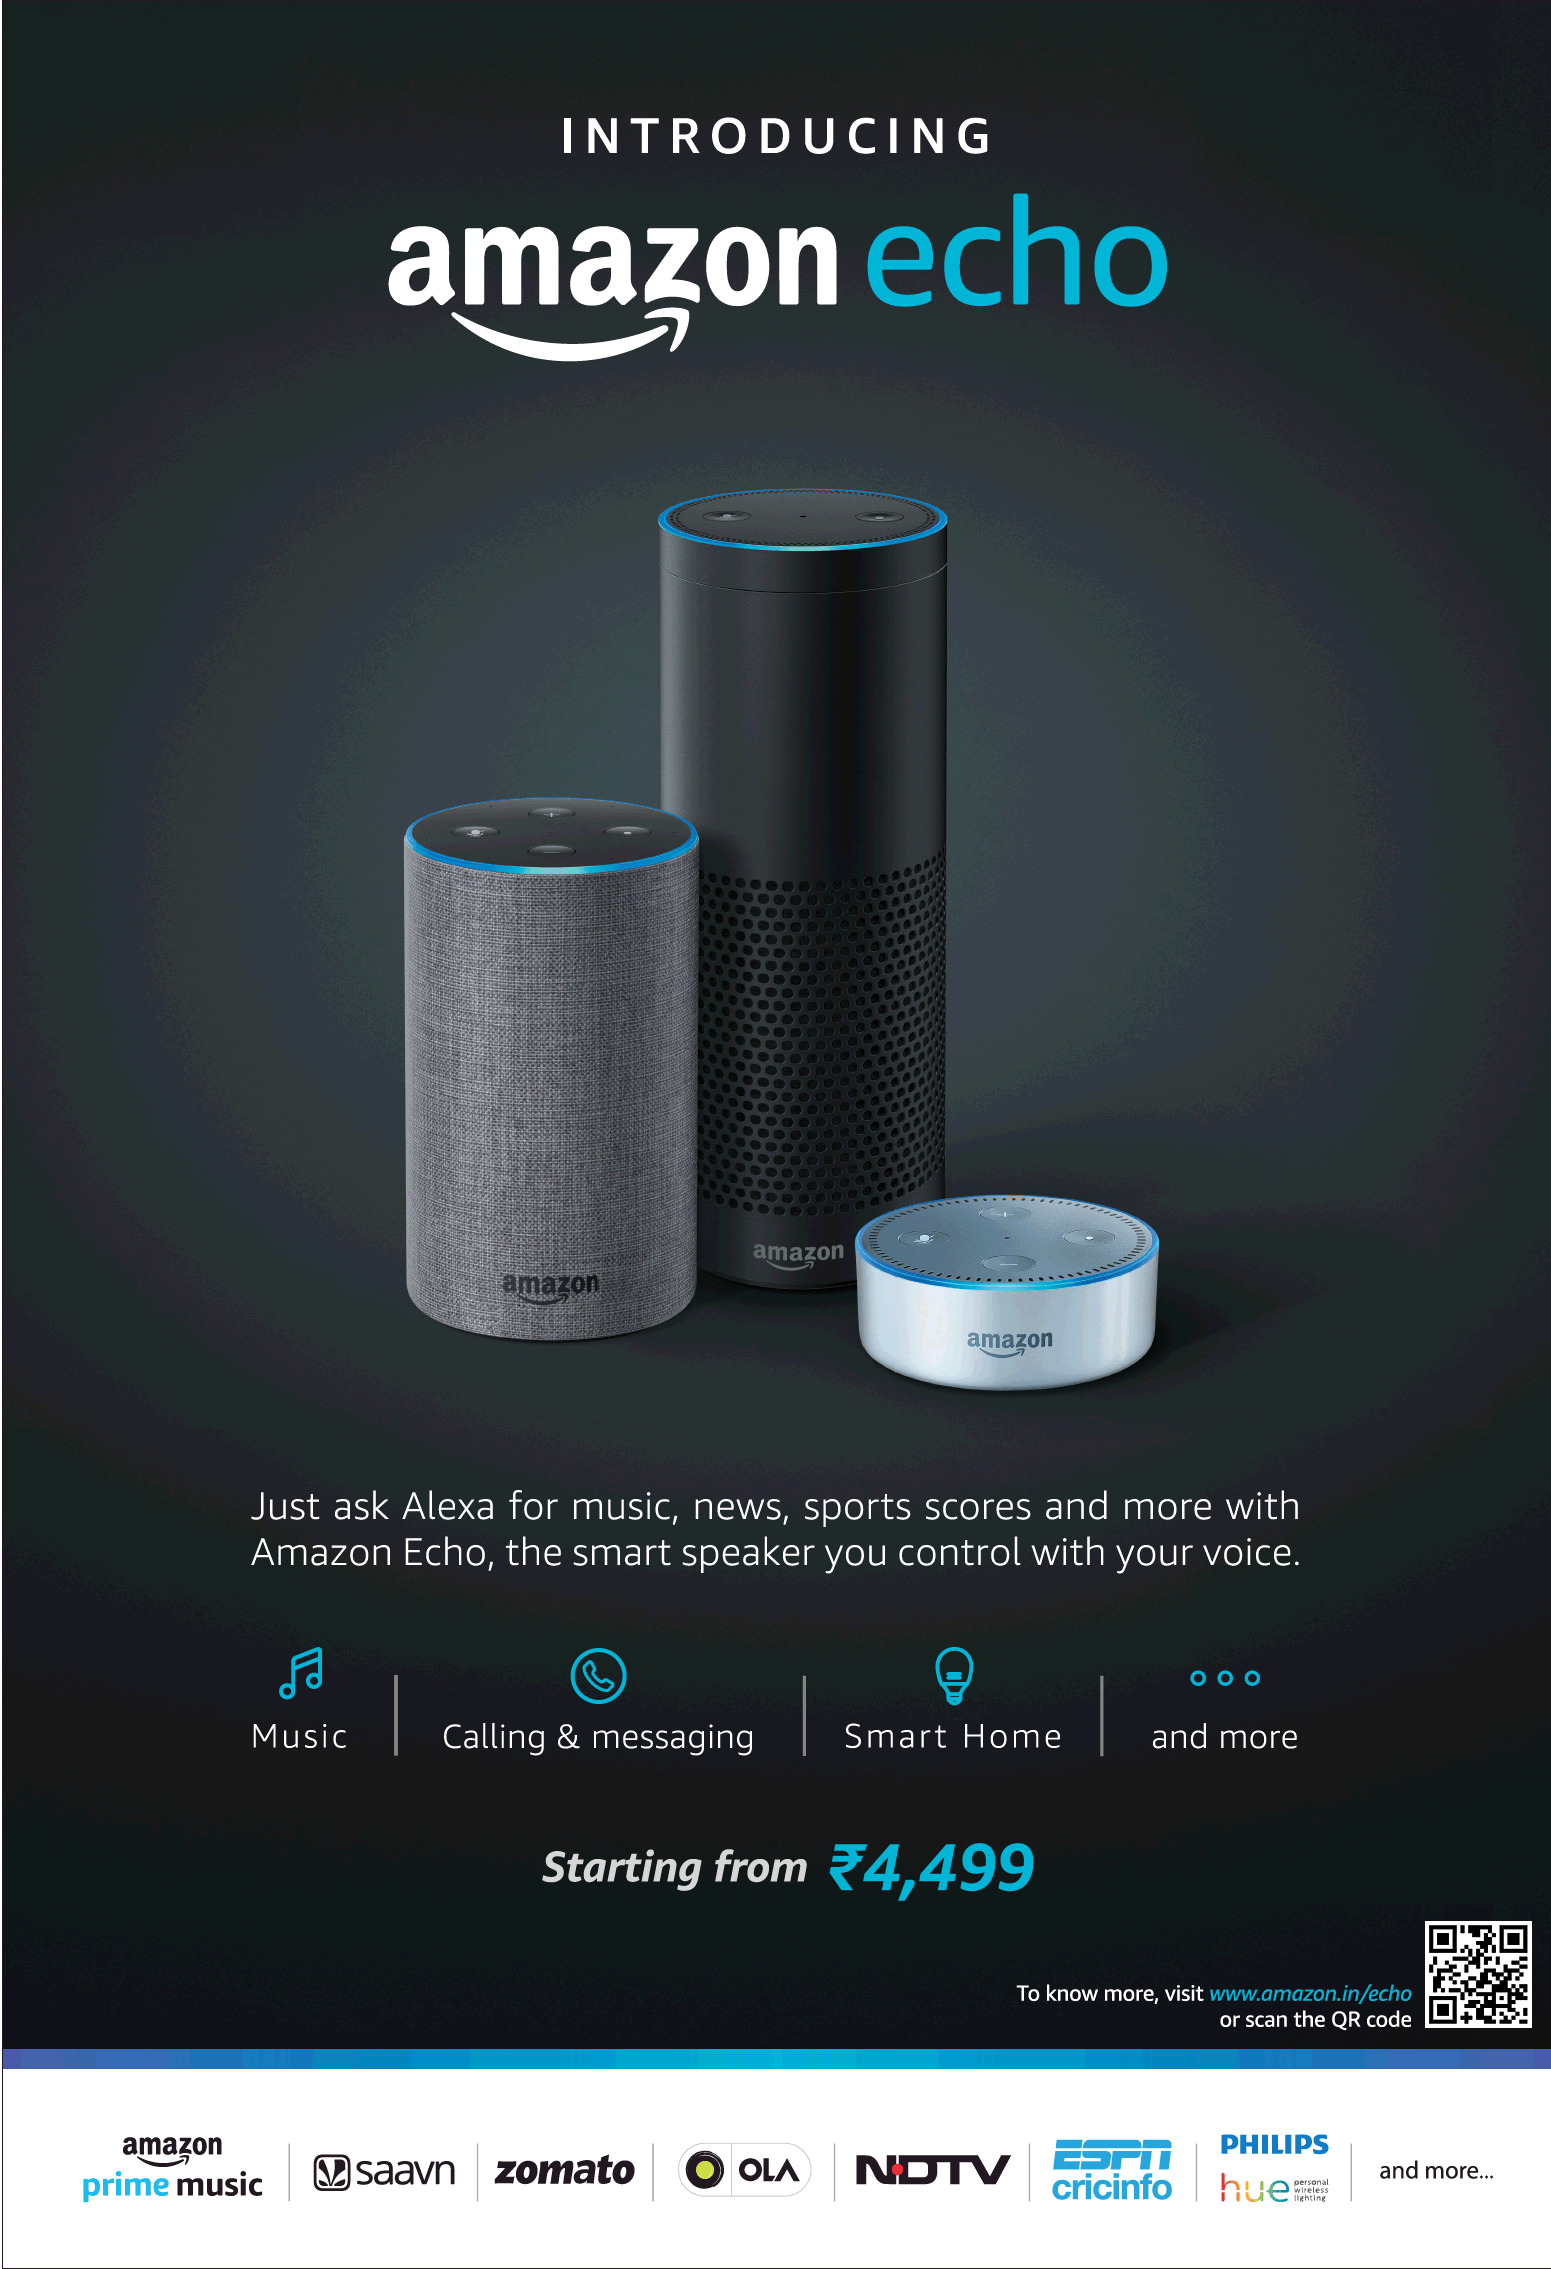 INTRODUCING
amazon echo
amazon
amazon
amazon
Just ask Alexa for music, news, sports scores and more with
Amazon Echo, the smart speaker you control with your voice.
Music
Calling & messaging
Smart Home
and more
Starting from ₹4,499
To know more, visit www.amazon.in/echo
or scan the QR code
amazon
prime music
saavn
zomato
OLA
NDTV
ESPN
cricinfo
PHILIPS
hue personal
wireless
lighting
and more...